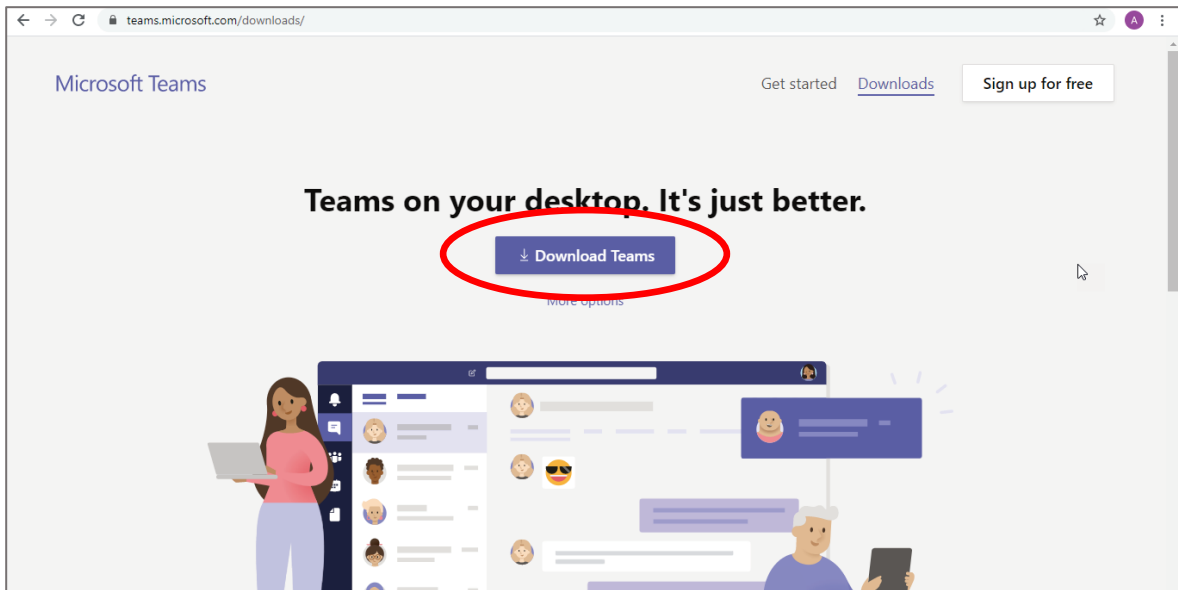 teams.microsoft.com/downloads/
A
Microsoft Teams
Get started Downloads Sign up for free
Teams on your desktop. It's just better.
Download Teams
More options